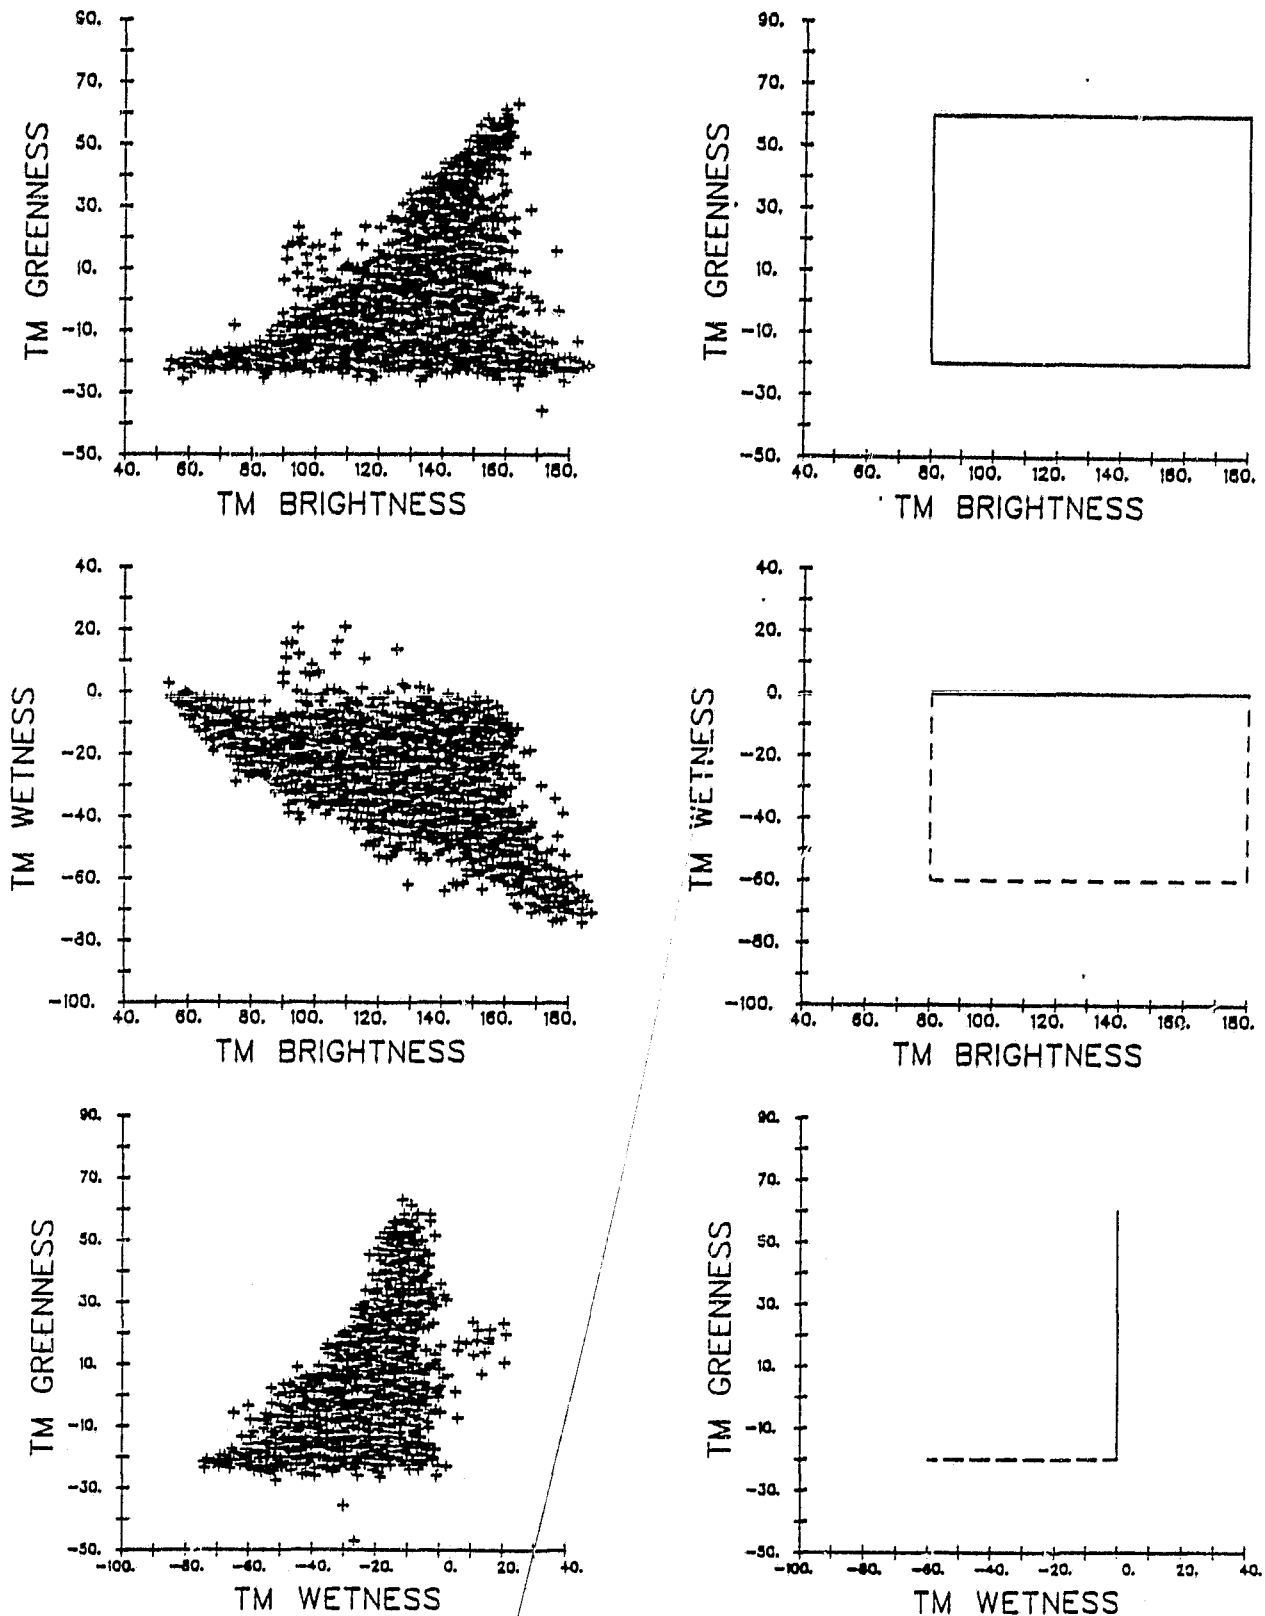 90.
70.
50.
30.
10.
-10.
-30.
-50.
TM GREENNESS
40. 60. 80. 100. 120. 140. 160. 180.
TM BRIGHTNESS
90.
70.
50.
30.
10.
-10.
-30.
-50.
TM GREENNESS
40. 60. 80. 100. 120. 140. 160. 180.
TM BRIGHTNESS
40.
20.
0.
-20.
-40.
-60.
-80.
-100.
TM WETNESS
40. 60. 80. 100. 120. 140. 160. 180.
TM BRIGHTNESS
40.
20.
0.
-20.
-40.
-60.
-80.
-100.
TM WETNESS
40. 60. 80. 100. 120. 140. 160. 180.
TM BRIGHTNESS
90.
70.
50.
30.
10.
-10.
-30.
-50.
TM GREENNESS
-100. -80. -60. -40. -20. 0. 20. 40.
TM WETNESS
90.
70.
50.
30.
10.
-10.
-30.
-50.
TM GREENNESS
-100. -80. -60. -40. -20. 0. 20. 40.
TM WETNESS